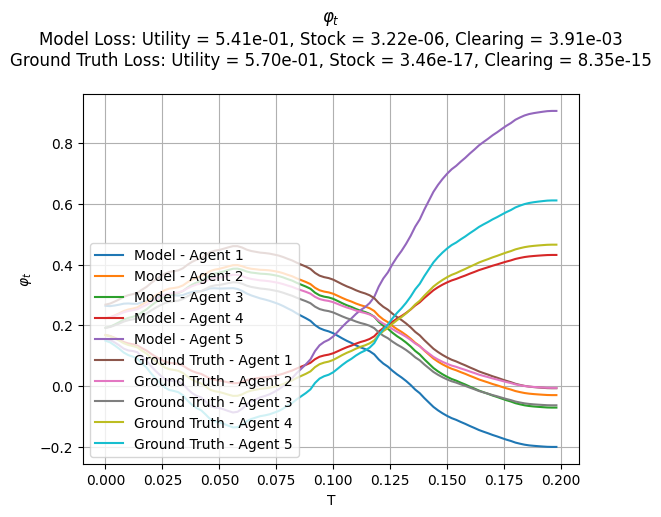 φt
Model Loss: Utility = 5.41e-01, Stock = 3.22e-06, Clearing = 3.91e-03
Ground Truth Loss: Utility = 5.70e-01, Stock = 3.46e-17, Clearing = 8.35e-15
0.8
0.6
0.4
0.2
0.0
−0.2
φt
Model - Agent 1
Model - Agent 2
Model - Agent 3
Model - Agent 4
Model - Agent 5
Ground Truth - Agent 1
Ground Truth - Agent 2
Ground Truth - Agent 3
Ground Truth - Agent 4
Ground Truth - Agent 5
0.000 0.025 0.050 0.075 0.100 0.125 0.150 0.175 0.200
T